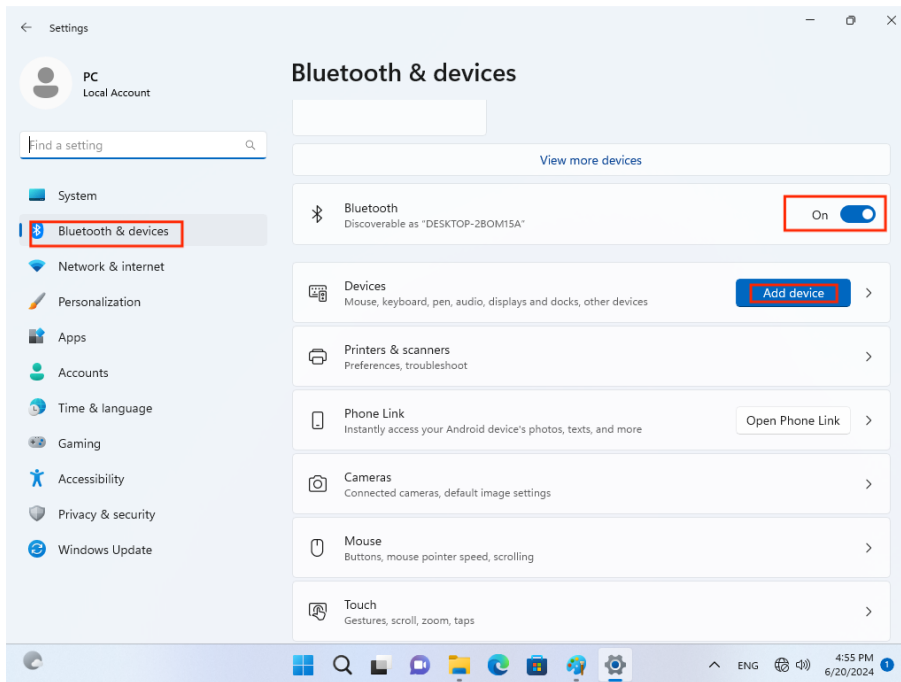 Settings
PC
Local Account
Find a setting
System
Bluetooth & devices
Network & internet
Personalization
Apps
Accounts
Time & language
Gaming
Accessibility
Privacy & security
Windows Update
Bluetooth & devices
View more devices
Bluetooth
Discoverable as "DESKTOP-2BOM15A"
On
Devices
Mouse, keyboard, pen, audio, displays and docks, other devices
Add device
Printers & scanners
Preferences, troubleshoot
Phone Link
Instantly access your Android device's photos, texts, and more
Open Phone Link
Cameras
Connected cameras, default image settings
Mouse
Buttons, mouse pointer speed, scrolling
Touch
Gestures, scroll, zoom, taps
ENG
4:55 PM
6/20/2024
1